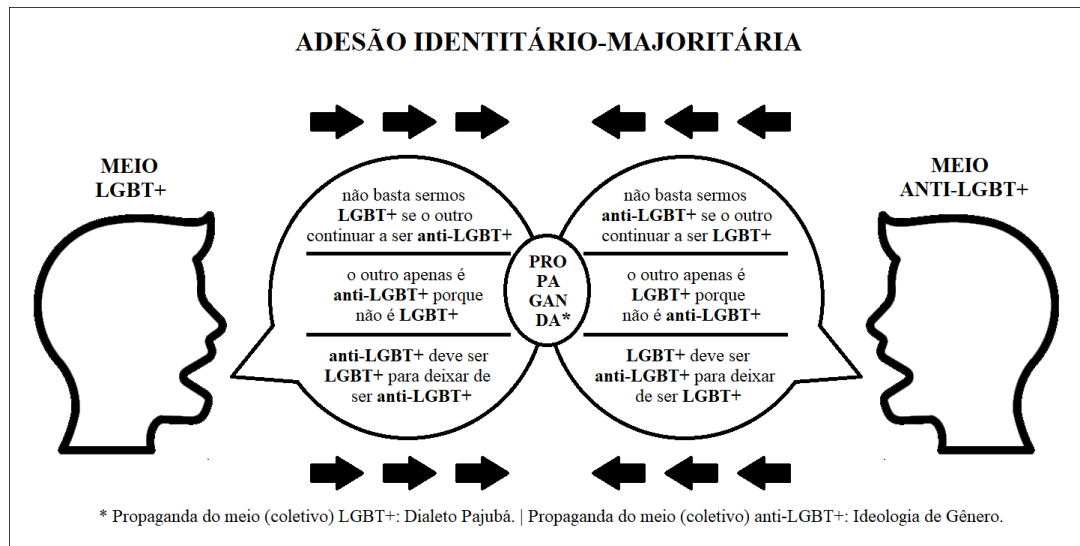 ADESÃO IDENTITÁRIO-MAJORITÁRIA
MEIO
LGBT+
não basta sermos
LGBT+ se o outro
continuar a ser anti-LGBT+
o outro apenas é
anti-LGBT+ porque
não é LGBT+
anti-LGBT+ deve ser
LGBT+ para deixar de
ser anti-LGBT+
PRO
PA
GAN
DA*
não basta sermos
anti-LGBT+ se o outro
continuar a ser LGBT+
o outro apenas é
LGBT+ porque
não é anti-LGBT+
LGBT+ deve ser
anti-LGBT+ para deixar
de ser LGBT+
MEIO
ANTI-LGBT+
* Propaganda do meio (coletivo) LGBT+: Dialeto Pajubá. | Propaganda do meio (coletivo) anti-LGBT+: Ideologia de Gênero.